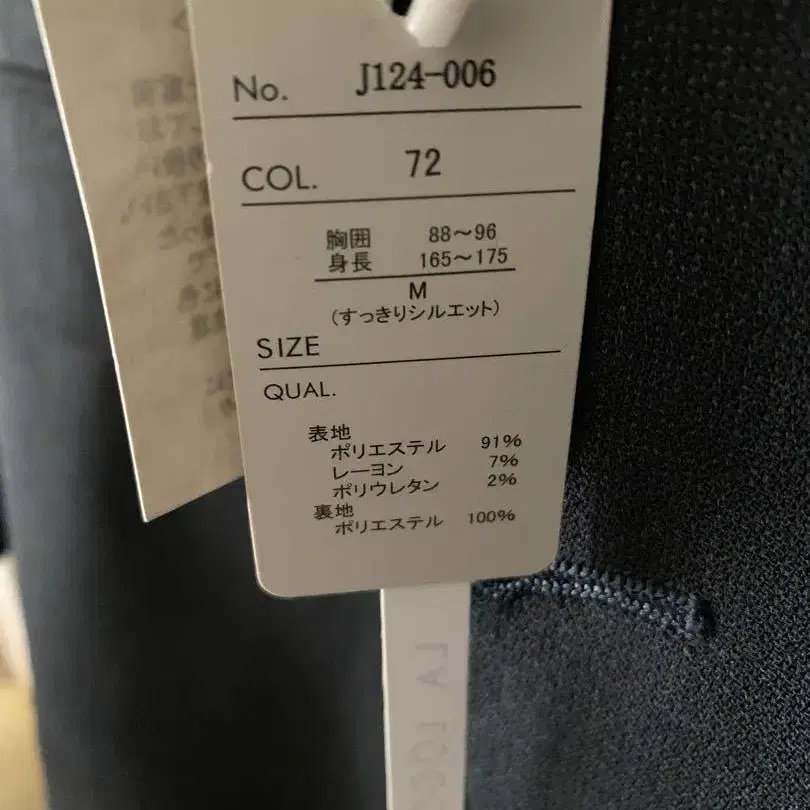 No. J124-006
COL. 72
胸囲 88～96
身長 165～175
M
(すっきりシルエット)
SIZE
QUAL.
表地
ポリエステル 91%
レーヨン 7%
ポリウレタン 2%
裏地
ポリエステル 100%